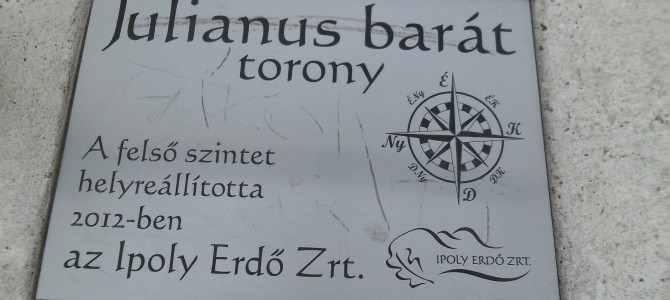 Julianus barát
torony
É
ÉNy
ÉK
Ny
K
DNy
DK
D
A felső szintet
helyreállította
2012-ben
az Ipoly Erdő Zrt.
IPOLY ERDŐ ZRT.